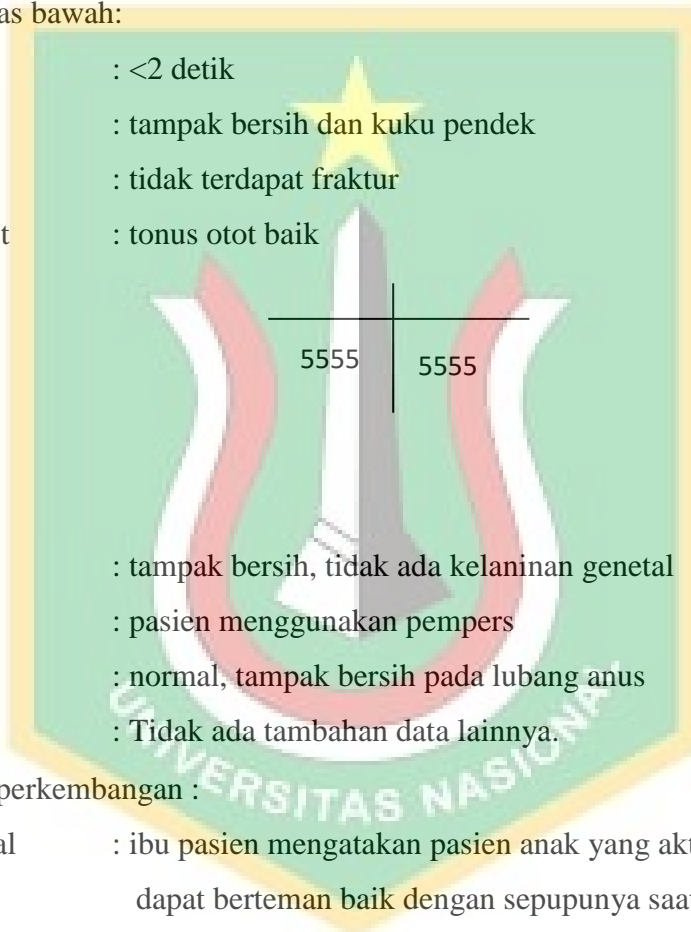 as bawah:
: <2 detik
: tampak bersih dan kuku pendek
: tidak terdapat fraktur
t : tonus otot baik
5555 5555
: tampak bersih, tidak ada kelaninan genetal
: pasien menggunakan pempers
: normal, tampak bersih pada lubang anus
: Tidak ada tambahan data lainnya.
UNIVERSITAS NASIONAL
perkembangan :
al : ibu pasien mengatakan pasien anak yang akt
dapat berteman baik dengan sepupunya saat